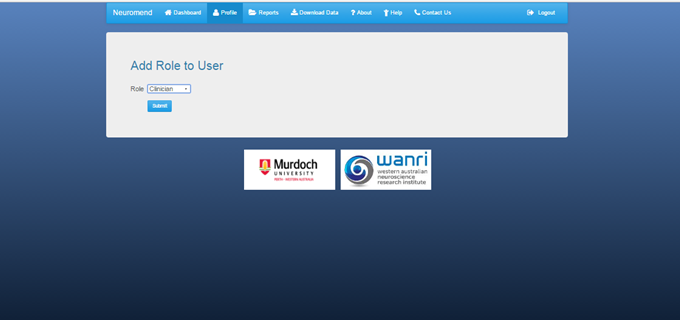 Neuromend Dashboard Profile Reports Download Data About Help Contact Us Logout
Add Role to User
Role Clinician
Submit
Murdoch
UNIVERSITY
PERTH · WESTERN AUSTRALIA
wanri
western australian
neuroscience
research institute